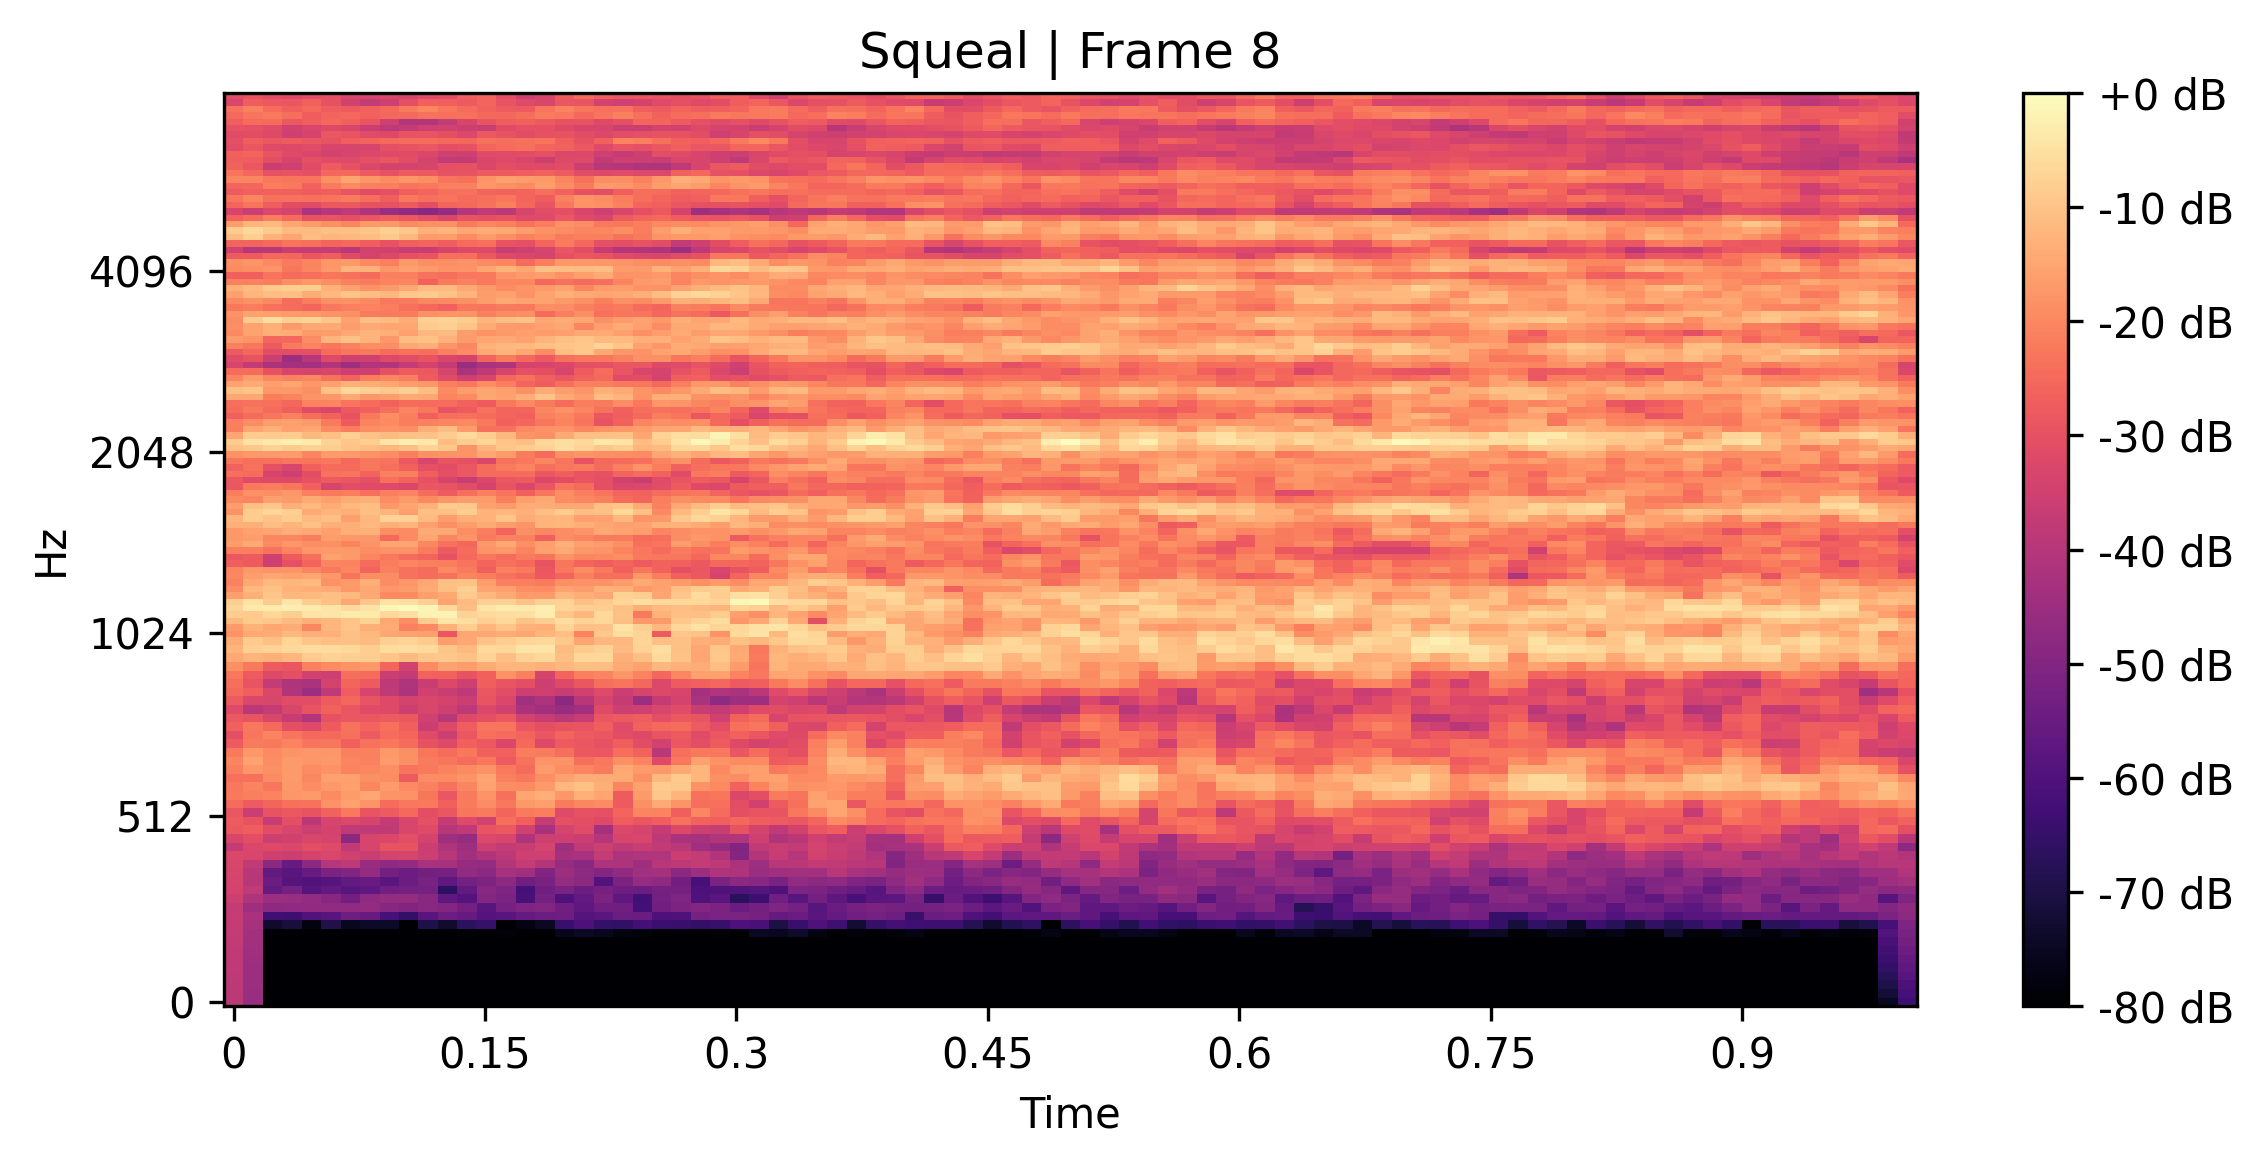 Squeal | Frame 8
+0 dB
-10 dB
-20 dB
-30 dB
-40 dB
-50 dB
-60 dB
-70 dB
-80 dB
Hz
4096
2048
1024
512
0
0 0.15 0.3 0.45 0.6 0.75 0.9
Time